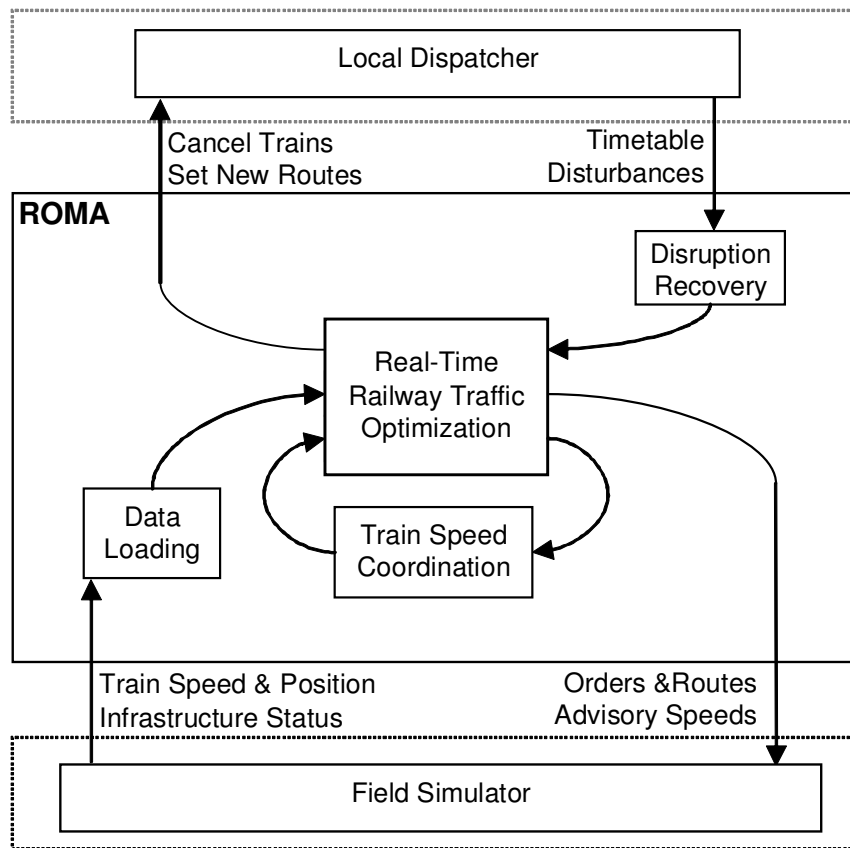 Local Dispatcher
Cancel Trains
Set New Routes
Timetable
Disturbances
ROMA
Disruption
Recovery
Real-Time
Railway Traffic
Optimization
Data
Loading
Train Speed
Coordination
Train Speed & Position
Infrastructure Status
Orders &Routes
Advisory Speeds
Field Simulator